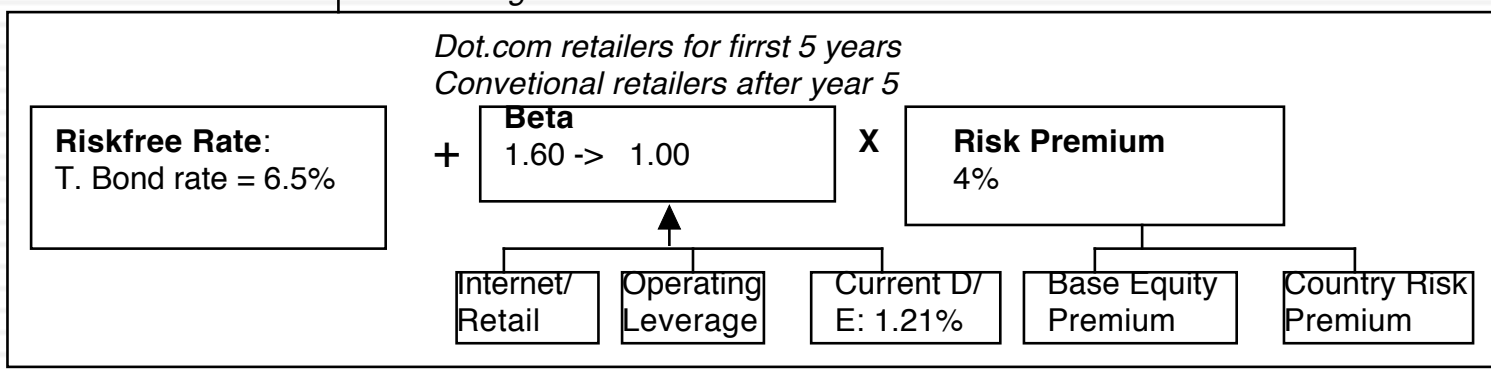 Dot.com retailers for firrst 5 years
Convetional retailers after year 5
Riskfree Rate:
T. Bond rate = 6.5%
+
Beta
1.60 -> 1.00
X
Risk Premium
4%
Internet/
Retail
Operating
Leverage
Current D/
E: 1.21%
Base Equity
Premium
Country Risk
Premium